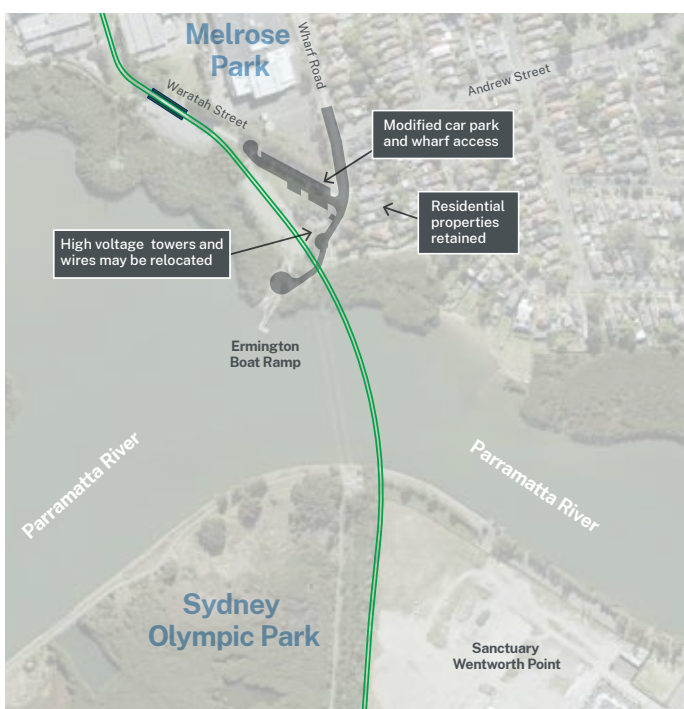 Melrose
Park
Wharf Road
Andrew Street
Waratah Street
Modified car park
and wharf access
Residential
properties
retained
High voltage towers and
wires may be relocated
Ermington
Boat Ramp
Parramatta River
Parramatta River
Sydney
Olympic Park
Sanctuary
Wentworth Point